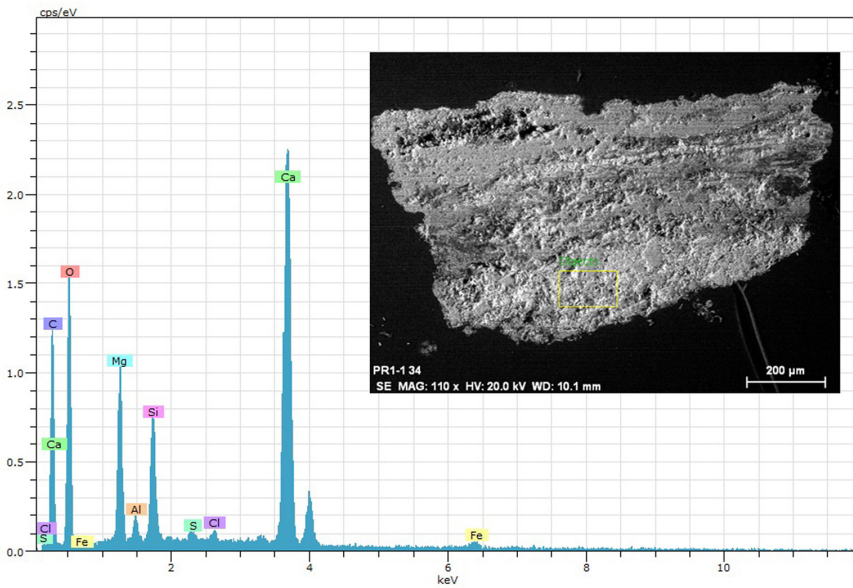 cps/eV
2.5
2.0
1.5
1.0
0.5
0.0
2
4
6
8
10
keV
C
Ca
O
Cl
S
Fe
Mg
Al
Si
S
Cl
Ca
Fe
PR1-1 34
SE MAG: 110 x HV: 20.0 kV WD: 10.1 mm
200 µm